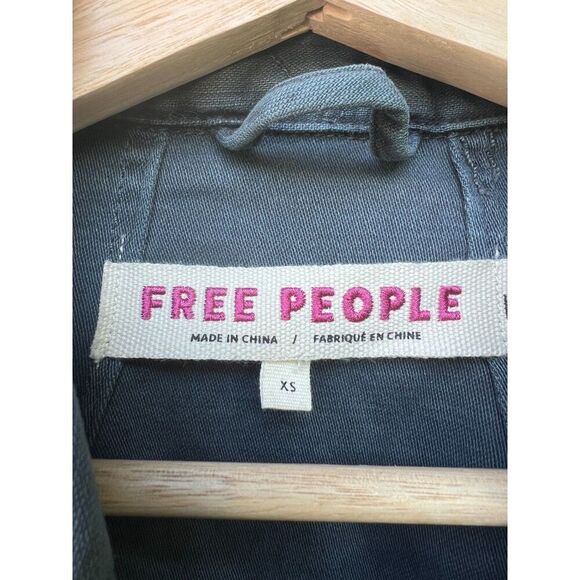 FREE PEOPLE
MADE IN CHINA / FABRIQUÉ EN CHINE
XS